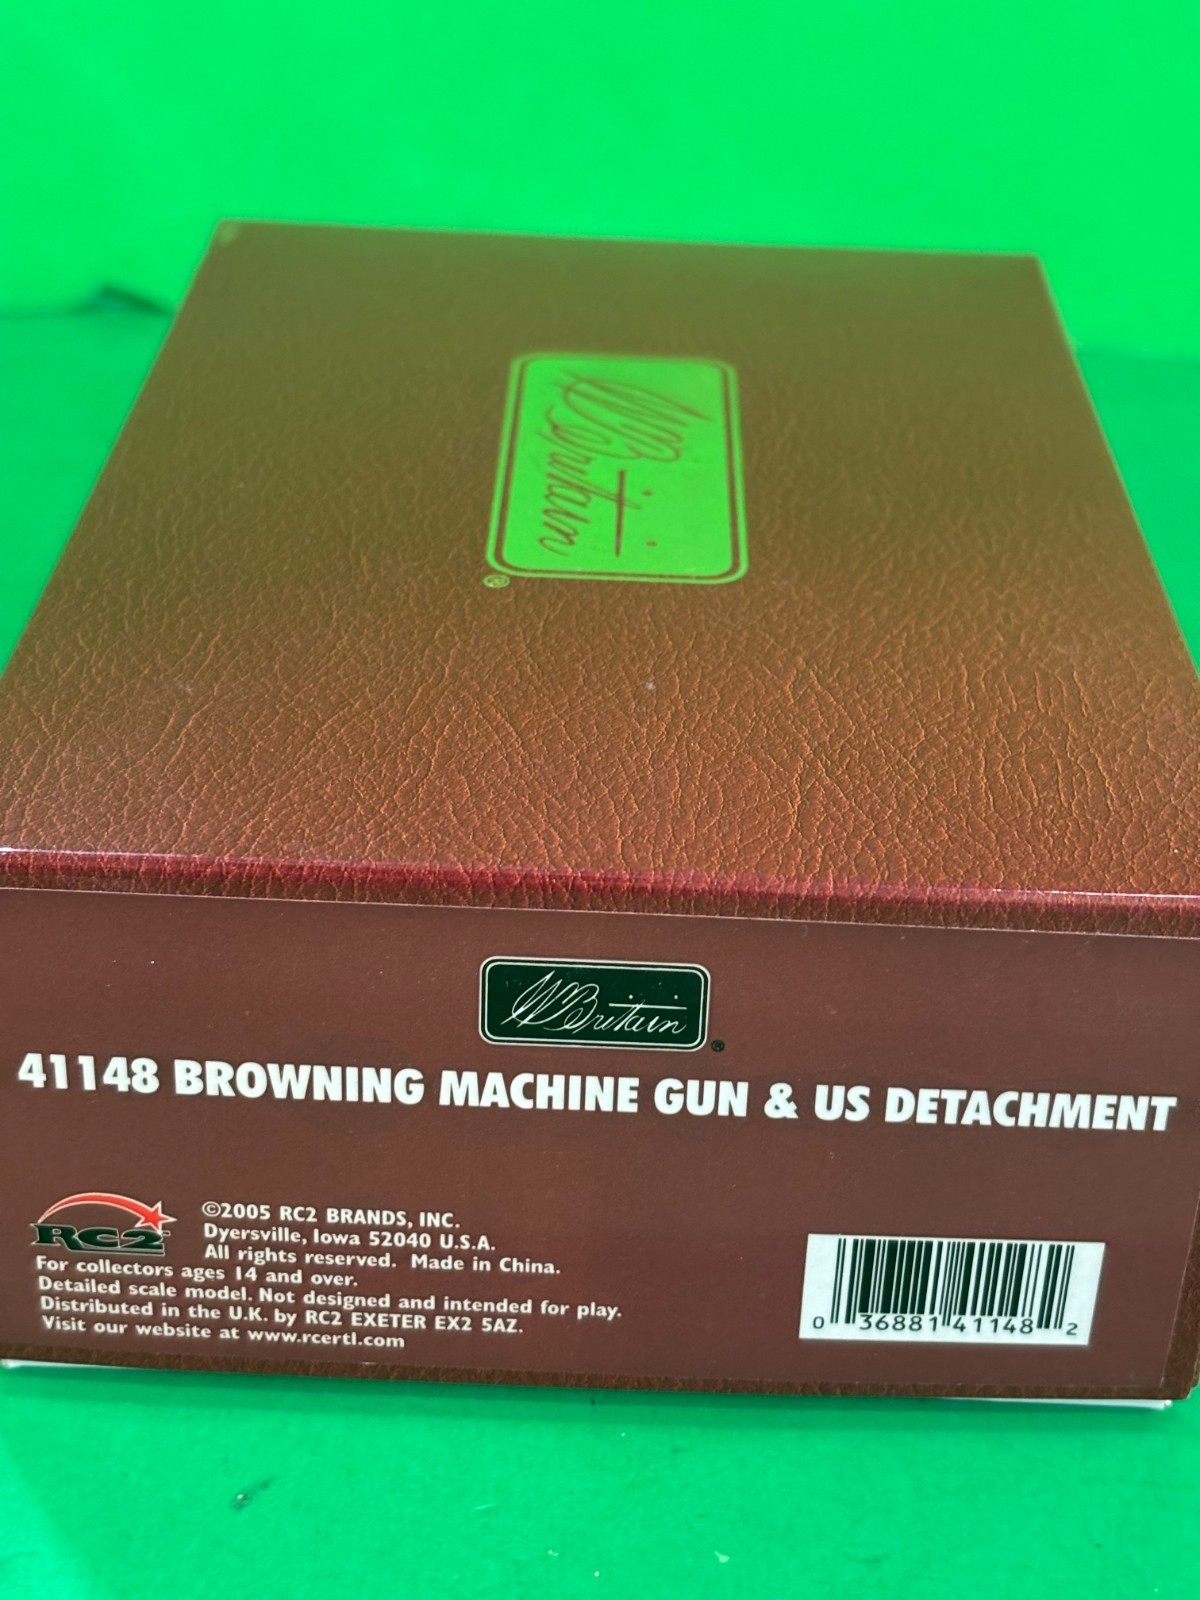 W Britain
®
W Britain
®
41148 BROWNING MACHINE GUN & US DETACHMENT
RC2
©2005 RC2 BRANDS, INC.
Dyersville, Iowa 52040 U.S.A.
All rights reserved. Made in China.
For collectors ages 14 and over.
Detailed scale model. Not designed and intended for play.
Distributed in the U.K. by RC2 EXETER EX2 5AZ.
Visit our website at www.rcertl.com
0 36881 41148 2